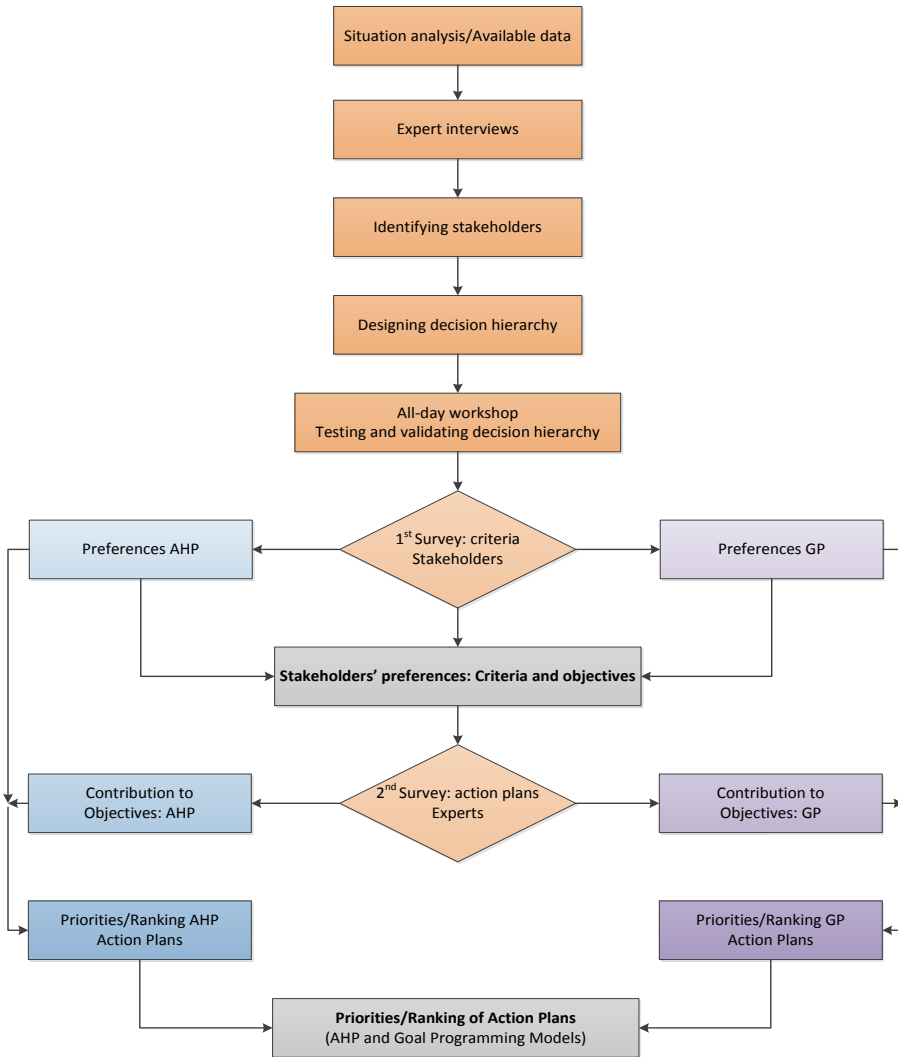 Situation analysis/Available data
Expert interviews
Identifying stakeholders
Designing decision hierarchy
All-day workshop
Testing and validating decision hierarchy
Preferences AHP
1st Survey: criteria
Stakeholders
Preferences GP
Stakeholders’ preferences: Criteria and objectives
Contribution to
Objectives: AHP
2nd Survey: action plans
Experts
Contribution to
Objectives: GP
Priorities/Ranking AHP
Action Plans
Priorities/Ranking GP
Action Plans
Priorities/Ranking of Action Plans
(AHP and Goal Programming Models)